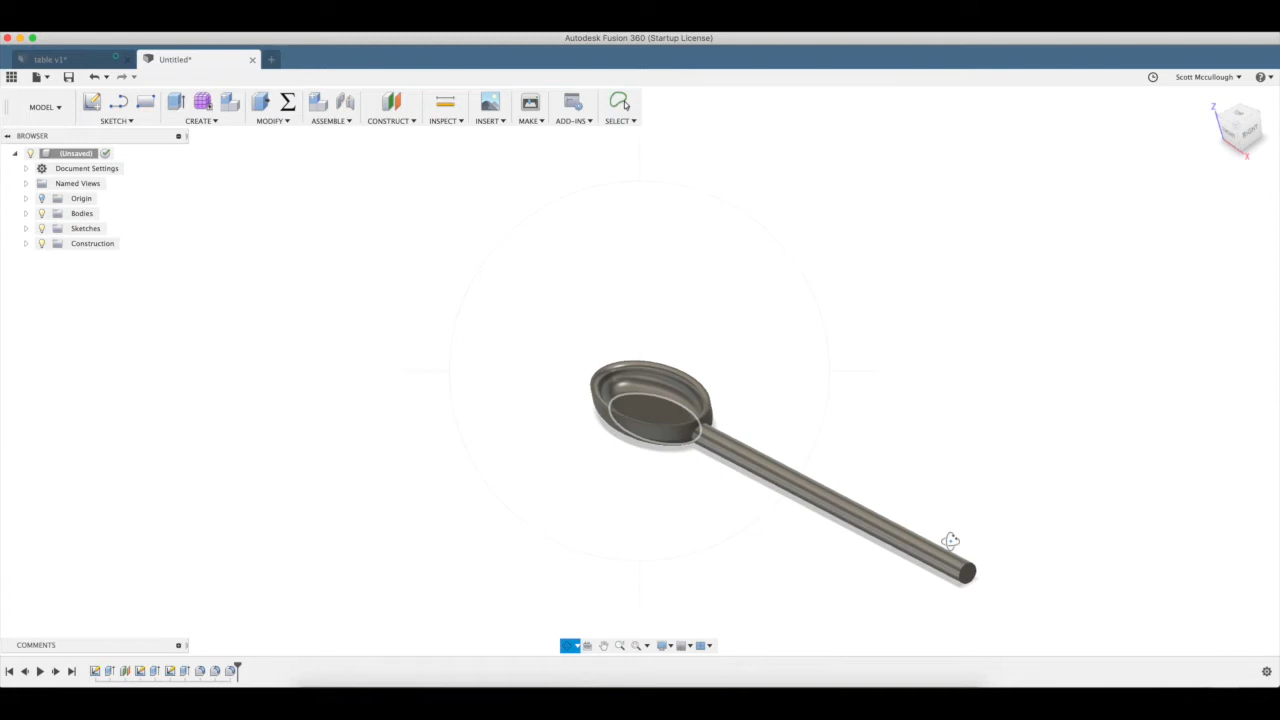 Autodesk Fusion 360 (Startup License)
table v1*
Untitled*
Scott Mccullough
MODEL
SKETCH
CREATE
MODIFY
ASSEMBLE
CONSTRUCT
INSPECT
INSERT
MAKE
ADD-INS
SELECT
Z
RIGHT
X
BROWSER
(Unsaved)
Document Settings
Named Views
Origin
Bodies
Sketches
Construction
COMMENTS